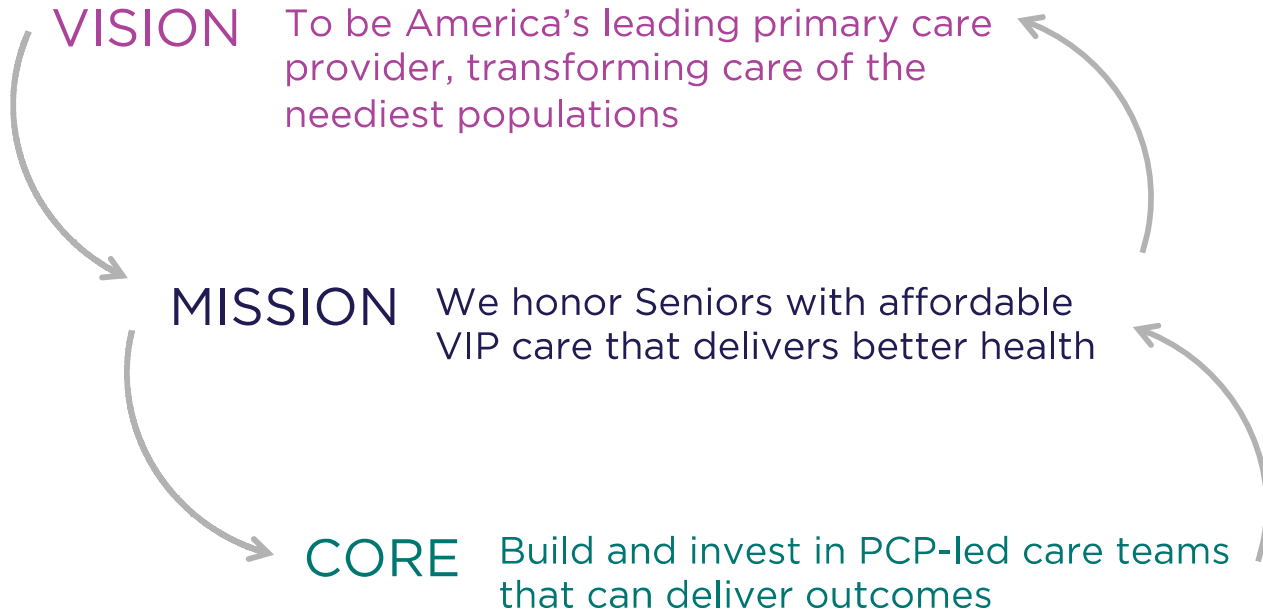 VISION To be America’s leading primary care
provider, transforming care of the
neediest populations
MISSION We honor Seniors with affordable
VIP care that delivers better health
CORE Build and invest in PCP-led care teams
that can deliver outcomes